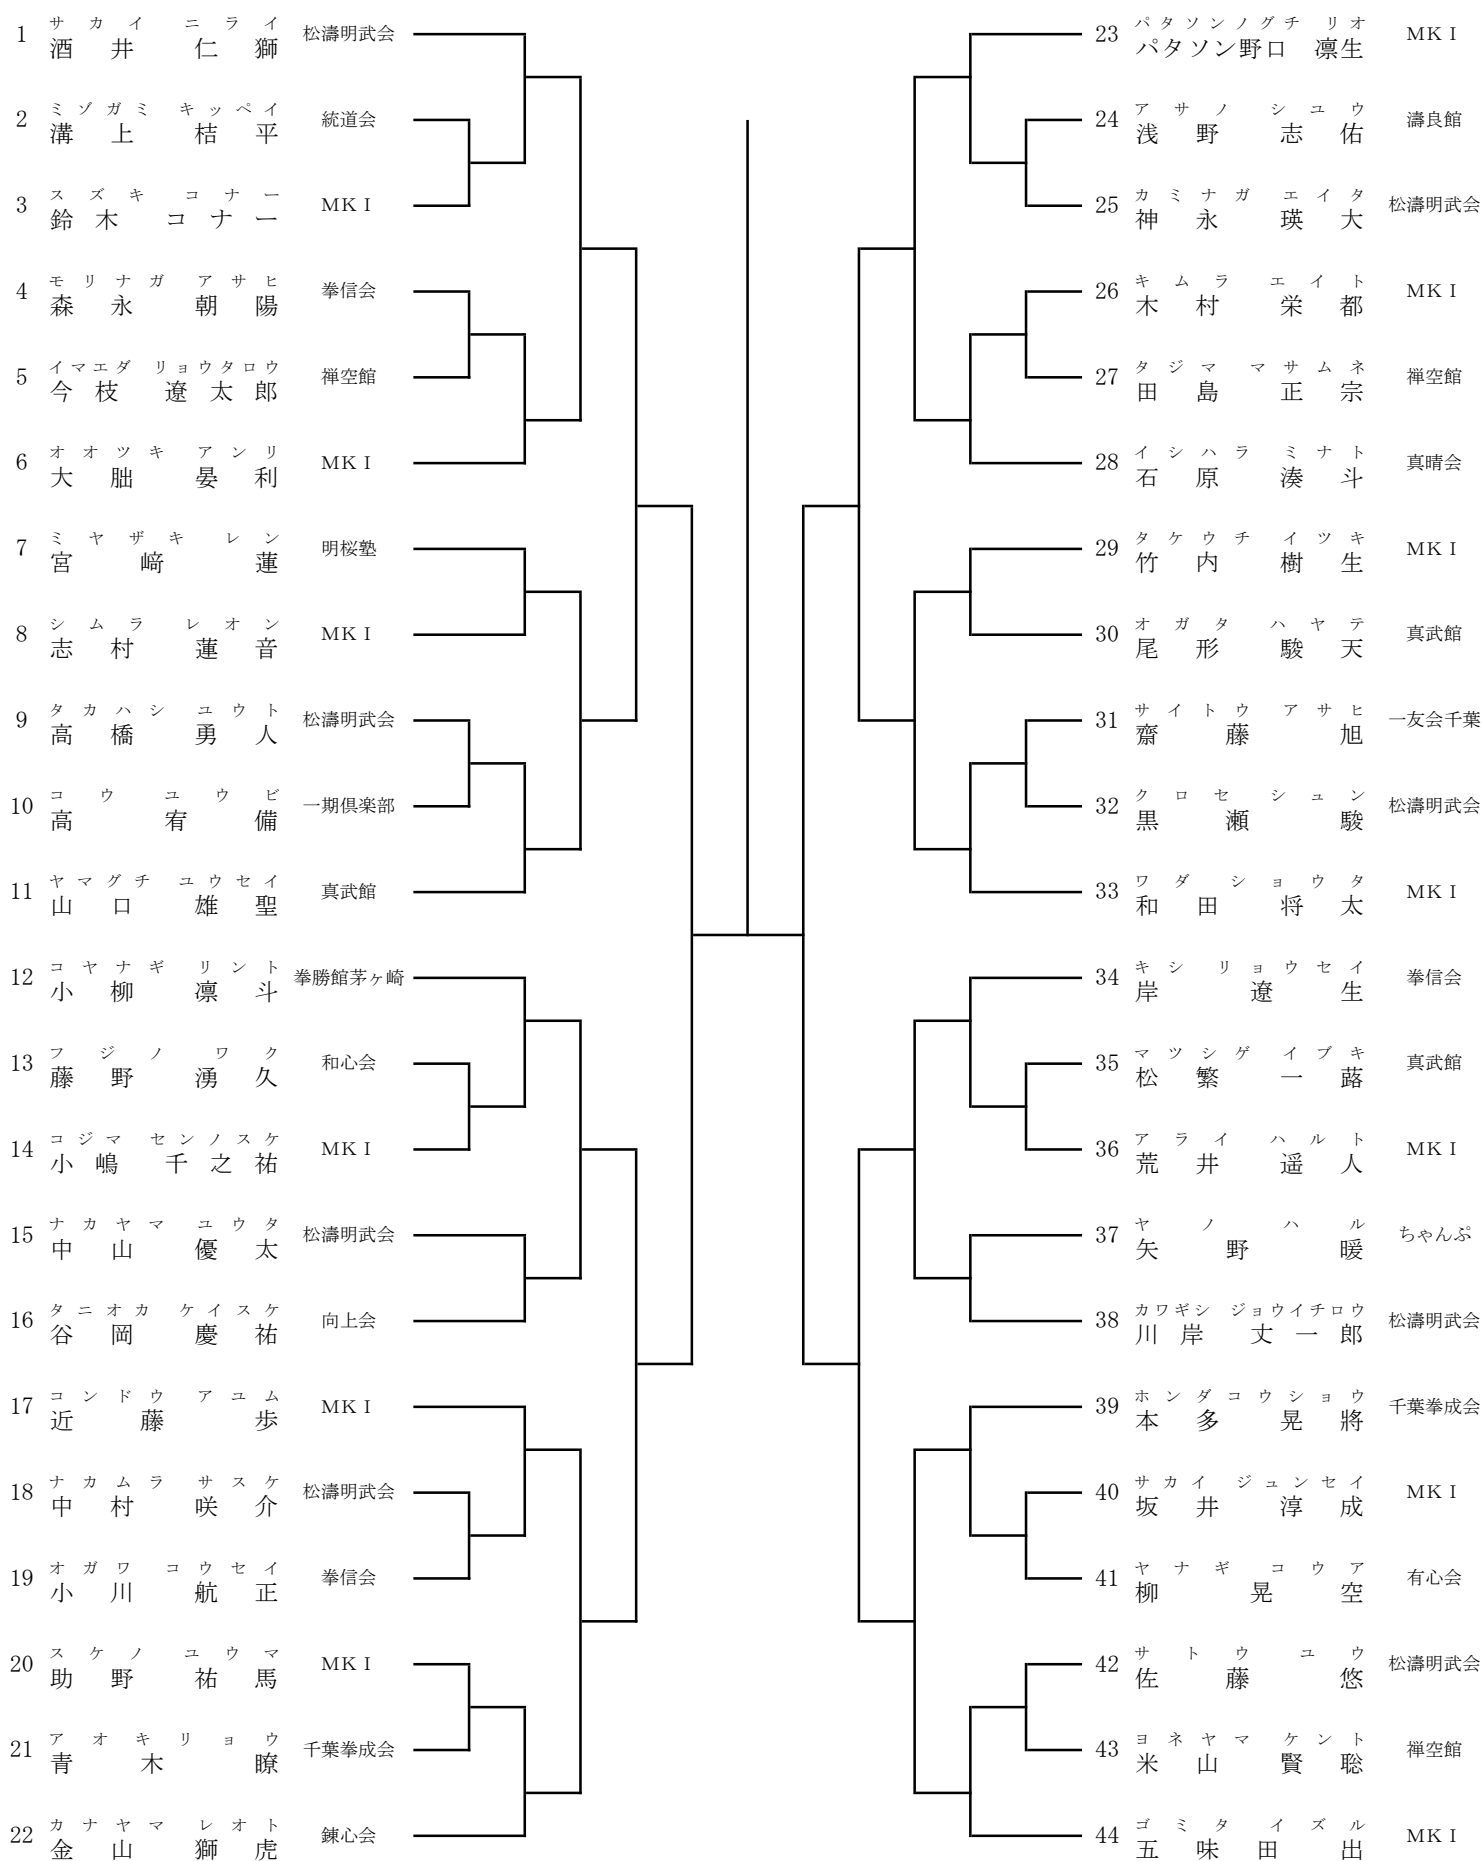 サカイ ニライ
1 酒井 仁獅 松濤明武会
ミゾガミ キッペイ
2 溝上 桔平 統道会
スズキ コナー
3 鈴木 コナー MKI
モリナガ アサヒ
4 森永 朝陽 拳信会
イマエダ リョウタロウ
5 今枝 遼太郎 禅空館
オオツキ アンリ
6 大朏 晏利 MKI
ミヤザキ レン
7 宮﨑 蓮 明桜塾
シムラ レオン
8 志村 蓮音 MKI
タカハシ ユウト
9 高橋 勇人 松濤明武会
コウ ユウビ
10 高 宥備 一期倶楽部
ヤマグチ ユウセイ
11 山口 雄聖 真武館
コヤナギ リント
12 小柳 凛斗 拳勝館茅ヶ崎
フジノ ワク
13 藤野 湧久 和心会
コジマ センノスケ
14 小嶋 千之祐 MKI
ナカヤマ ユウタ
15 中山 優太 松濤明武会
タニオカ ケイスケ
16 谷岡 慶祐 向上会
コンドウ アユム
17 近藤 歩 MKI
ナカムラ サスケ
18 中村 咲介 松濤明武会
オガワ コウセイ
19 小川 航正 拳信会
スケノ ユウマ
20 助野 祐馬 MKI
アオキ リョウ
21 青木 瞭 千葉拳成会
カナヤマ レオト
22 金山 獅虎 錬心会
パタソンノグチ リオ
23 パタソン野口 凛生 MKI
アサノ シユウ
24 浅野 志佑 濤良館
カミナガ エイタ
25 神永 瑛大 松濤明武会
キムラ エイト
26 木村 栄都 MKI
タジマ マサムネ
27 田島 正宗 禅空館
イシハラ ミナト
28 石原 湊斗 真晴会
タケウチ イツキ
29 竹内 樹生 MKI
オガタ ハヤテ
30 尾形 駿天 真武館
サイトウ アサヒ
31 齋藤 旭 一友会千葉
クロセ シュン
32 黒瀬 駿 松濤明武会
ワダ ショウタ
33 和田 将太 MKI
キシ リョウセイ
34 岸 遼生 拳信会
マツシゲ イブキ
35 松繁 一蕗 真武館
アライ ハルト
36 荒井 遥人 MKI
ヤノ ハル
37 矢野 暖 ちゃんぷ
カワギシ ジョウイチロウ
38 川岸 丈一郎 松濤明武会
ホンダコウショウ
39 本多 晃將 千葉拳成会
サカイ ジュンセイ
40 坂井 淳成 MKI
ヤナギ コウア
41 柳 晃空 有心会
サトウ ユウ
42 佐藤 悠 松濤明武会
ヨネヤマ ケント
43 米山 賢聡 禅空館
ゴミタ イズル
44 五味田 出 MKI